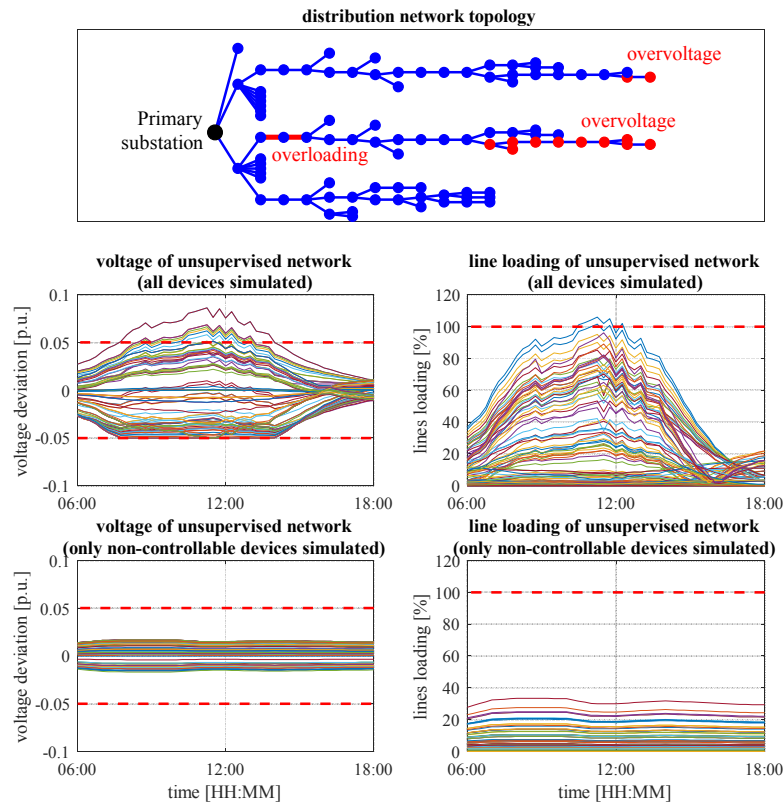 distribution network topology
overvoltage
Primary
substation
overvoltage
overloading
voltage of unsupervised network
(all devices simulated)
voltage deviation [p.u.]
0.1
0.05
0
-0.05
-0.1
06:00 12:00 18:00
line loading of unsupervised network
(all devices simulated)
lines loading [%]
120
100
80
60
40
20
0
06:00 12:00 18:00
voltage of unsupervised network
(only non-controllable devices simulated)
voltage deviation [p.u.]
0.1
0.05
0
-0.05
-0.1
06:00 12:00 18:00
time [HH:MM]
line loading of unsupervised network
(only non-controllable devices simulated)
lines loading [%]
120
100
80
60
40
20
0
06:00 12:00 18:00
time [HH:MM]